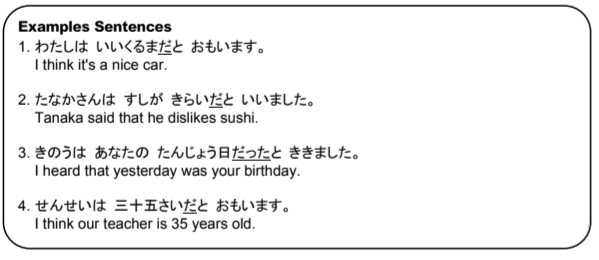 Examples Sentences
1. わたしは いいくるまだと おもいます。
I think it's a nice car.
2. たなかさんは すしが きらいだと いいました。
Tanaka said that he dislikes sushi.
3. きのうは あなたの たんじょう日だったと ききました。
I heard that yesterday was your birthday.
4. せんせいは 三十五さいだと おもいます。
I think our teacher is 35 years old.